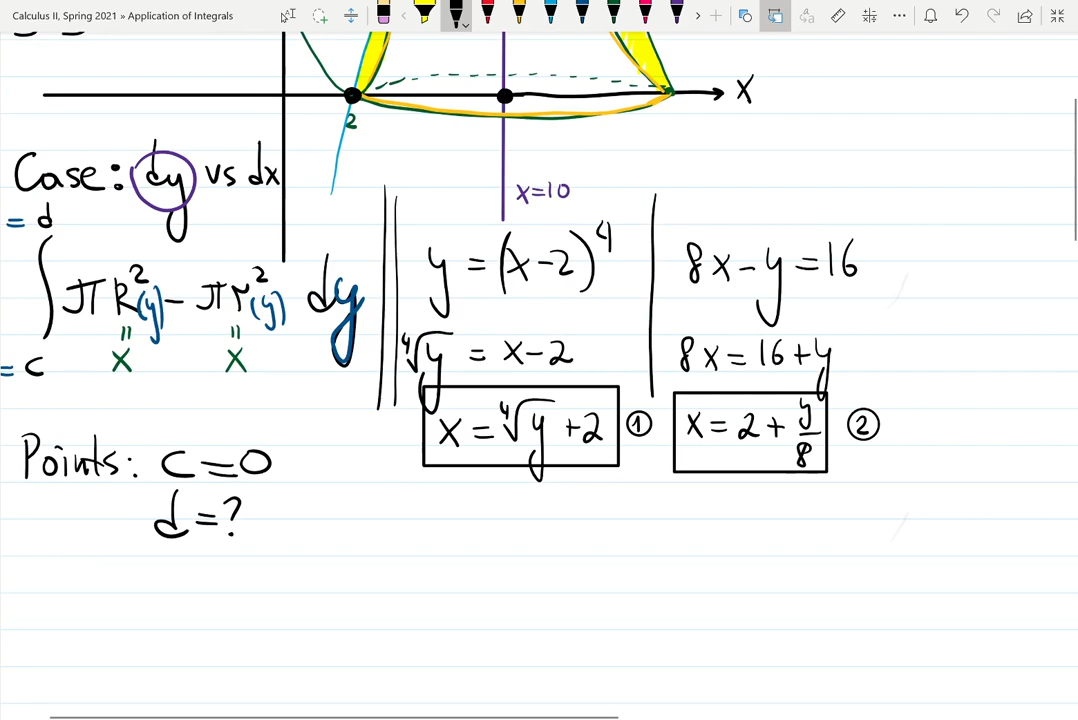 Calculus II, Spring 2021 » Application of Integrals
X
2
x=10
Case: dy vs dx
= d
∫ πR²(y) - πr²(y) dy
= c
॥ ॥
X X
Points: c=0
d=?
y = (x-2)⁴
⁴√y = x-2
x = ⁴√y +2 ①
8x-y=16
8x=16+y
x = 2 + y/8 ②